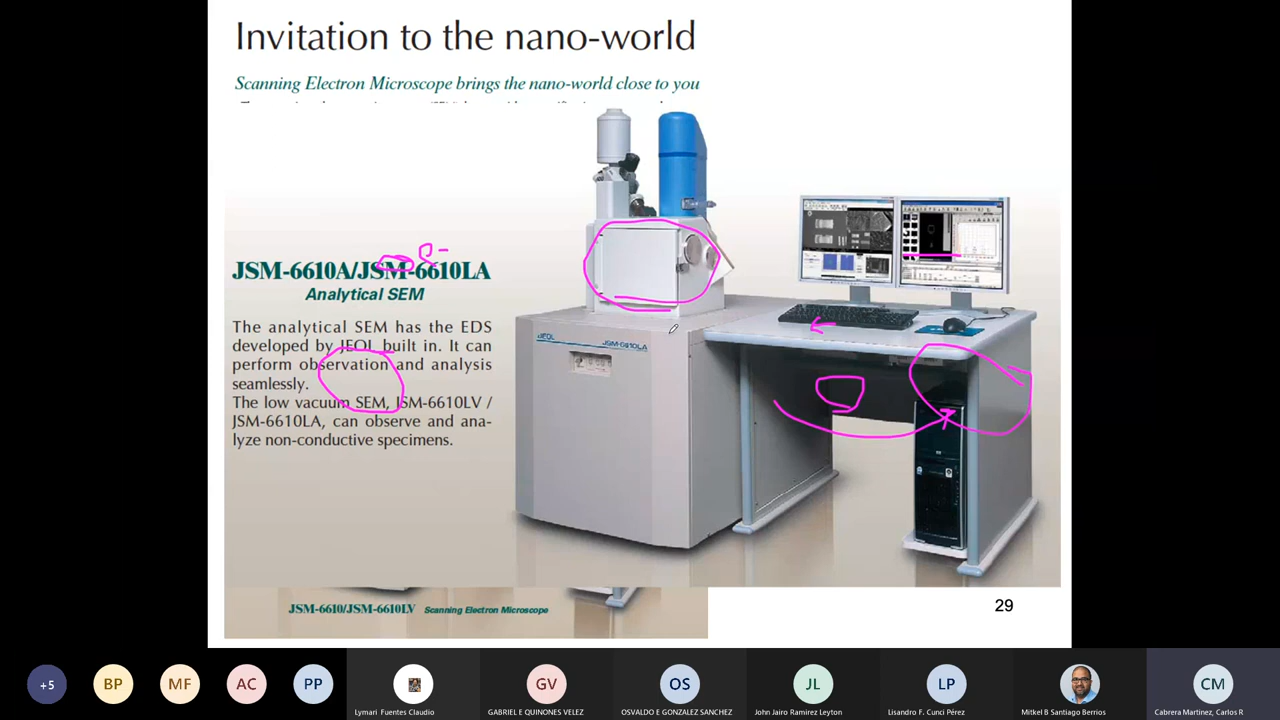 Invitation to the nano-world
Scanning Electron Microscope brings the nano-world close to you
JSM-6610A/JSM-6610LA
Analytical SEM
The analytical SEM has the EDS
developed by JEOL built in. It can
perform observation and analysis
seamlessly.
The low vacuum SEM, JSM-6610LV /
JSM-6610LA, can observe and ana-
lyze non-conductive specimens.
JEOL
JSM-6610LA
JSM-6610/JSM-6610LV Scanning Electron Microscope
29
+5
BP
MF
AC
PP
GV
OS
JL
LP
CM
Lymari Fuentes Claudio
GABRIEL E QUINONES VELEZ
OSVALDO E GONZALEZ SANCHEZ
John Jairo Ramirez Leyton
Lisandro F. Cunci Pérez
Mitkel B Santiago Berrios
Cabrera Martinez, Carlos R